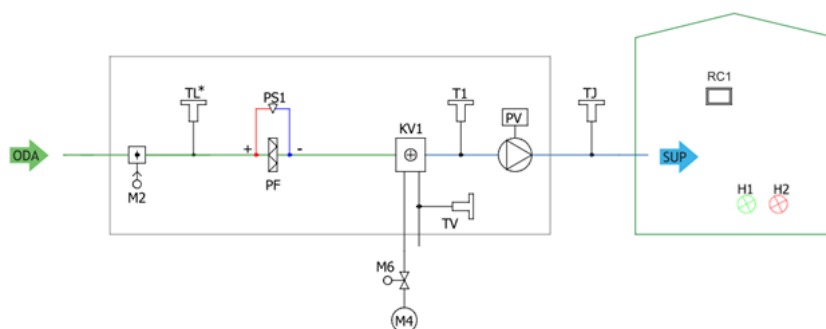 RC1
TL*
PS1
T1
TJ
PV
KV1
ODA
+
-
SUP
M2
PF
TV
H1 H2
M6
M4